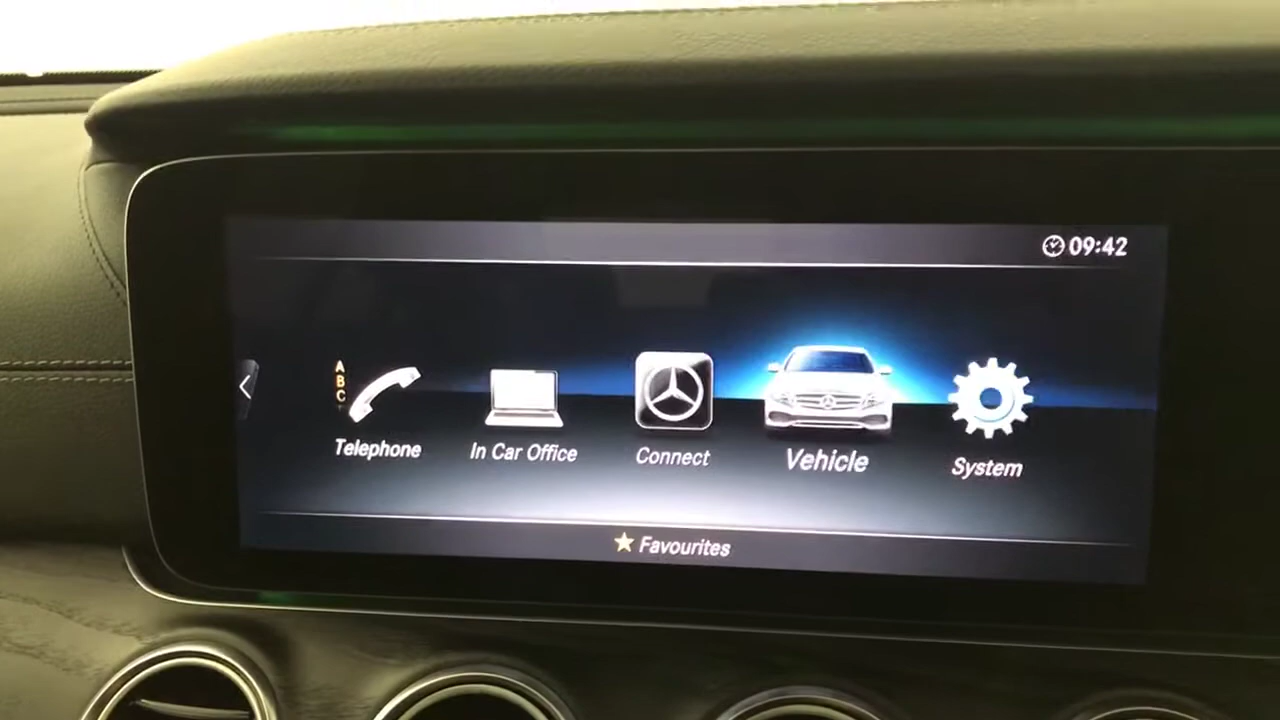 09:42
A
B
C
Telephone
In Car Office
Connect
Vehicle
System
Favourites